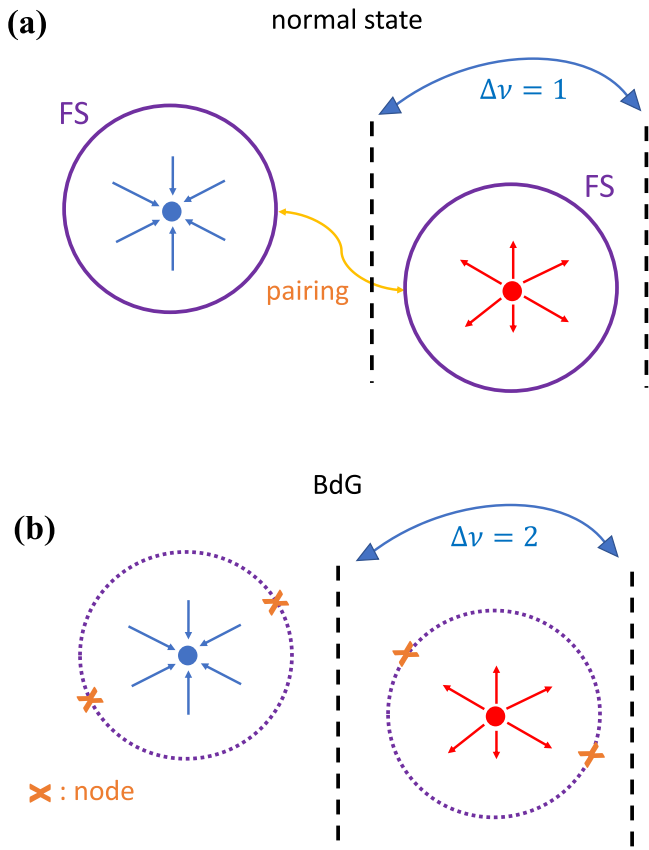 (a)
normal state
Δν = 1
FS
FS
pairing
BdG
(b)
Δν = 2
x : node